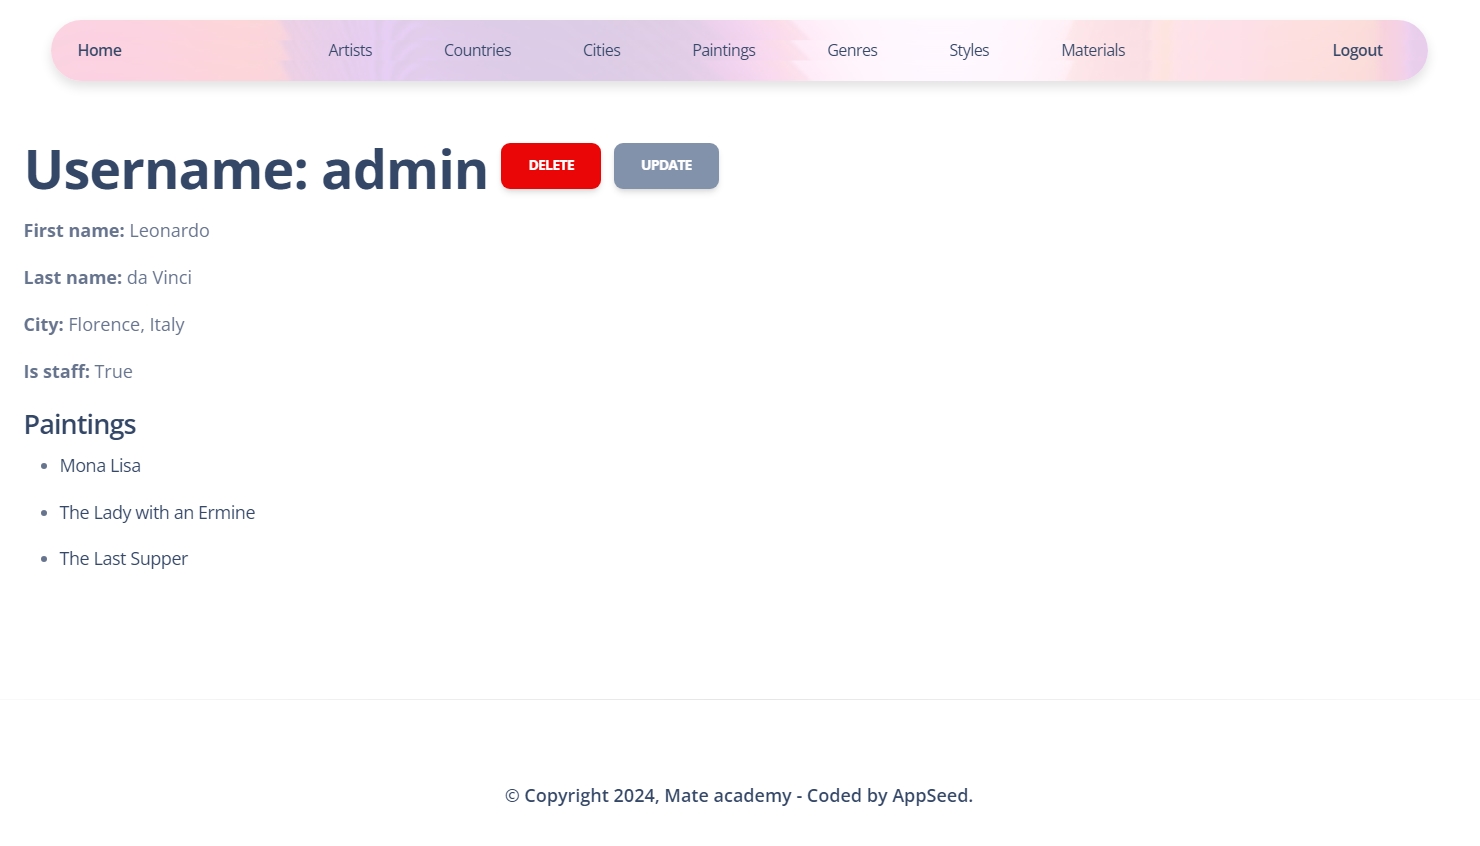 Home Artists Countries Cities Paintings Genres Styles Materials Logout
Username: admin DELETE UPDATE
First name: Leonardo
Last name: da Vinci
City: Florence, Italy
Is staff: True
Paintings
Mona Lisa
The Lady with an Ermine
The Last Supper
© Copyright 2024, Mate academy - Coded by AppSeed.